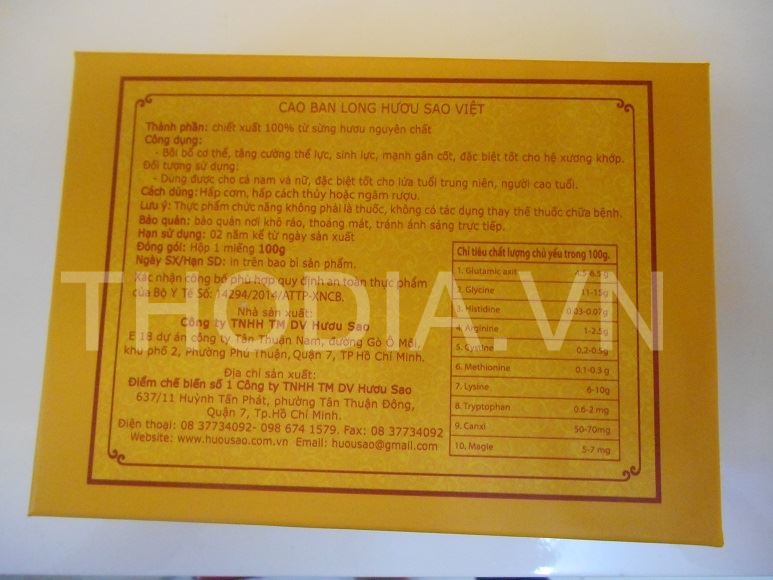 CAO BAN LONG HƯƠU SAO VIỆT
Thành phần: chiết xuất 100% từ sừng hươu nguyên chất
Công dụng:
- Bồi bổ cơ thể, tăng cường thể lực, sinh lực, mạnh gân cốt, đặc biệt tốt cho hệ xương khớp.
Đối tượng sử dụng:
- Dùng được cho cả nam và nữ, đặc biệt tốt cho lứa tuổi trung niên, người cao tuổi.
Cách dùng: Hấp cơm, hấp cách thủy hoặc ngâm rượu.
Lưu ý: Thực phẩm chức năng không phải là thuốc, không có tác dụng thay thế thuốc chữa bệnh.
Bảo quản: bảo quản nơi khô ráo, thoáng mát, tránh ánh sáng trực tiếp.
Hạn sử dụng: 02 năm kể từ ngày sản xuất
Đóng gói: Hộp 1 miếng 100g
Ngày SX/Hạn SD: in trên bao bì sản phẩm.
Xác nhận công bố phù hợp quy định an toàn thực phẩm
của Bộ Y Tế Số: 14294/2014/ATTP-XNCB.
Nhà sản xuất:
Công ty TNHH TM DV Hươu Sao
E 18 dự án công ty Tân Thuận Nam, đường Gò Ô Môi,
khu phố 2, Phường Phú Thuận, Quận 7, TP Hồ Chí Minh.
Địa chỉ sản xuất:
Điểm chế biến số 1 Công ty TNHH TM DV Hươu Sao
637/11 Huỳnh Tấn Phát, phường Tân Thuận Đông,
Quận 7, Tp.Hồ Chí Minh.
Điện thoại: 08 37734092- 098 674 1579. Fax: 08 37734092
Website: www.huousao.com.vn Email: huousao@gmail.com
Chỉ tiêu chất lượng chủ yếu trong 100g.
1. Glutamic axit 4.5-6.5 g
2. Glycine 11-15g
3. Histidine 0.03-0.07g
4. Arginine 1-2.5g
5. Cystine 0,2-0.5g
6. Methionine 0.1-0.3 g
7. Lysine 6-10g
8. Tryptophan 0.6-2 mg
9. Canxi 50-70mg
10. Magie 5-7 mg
THODIA.VN